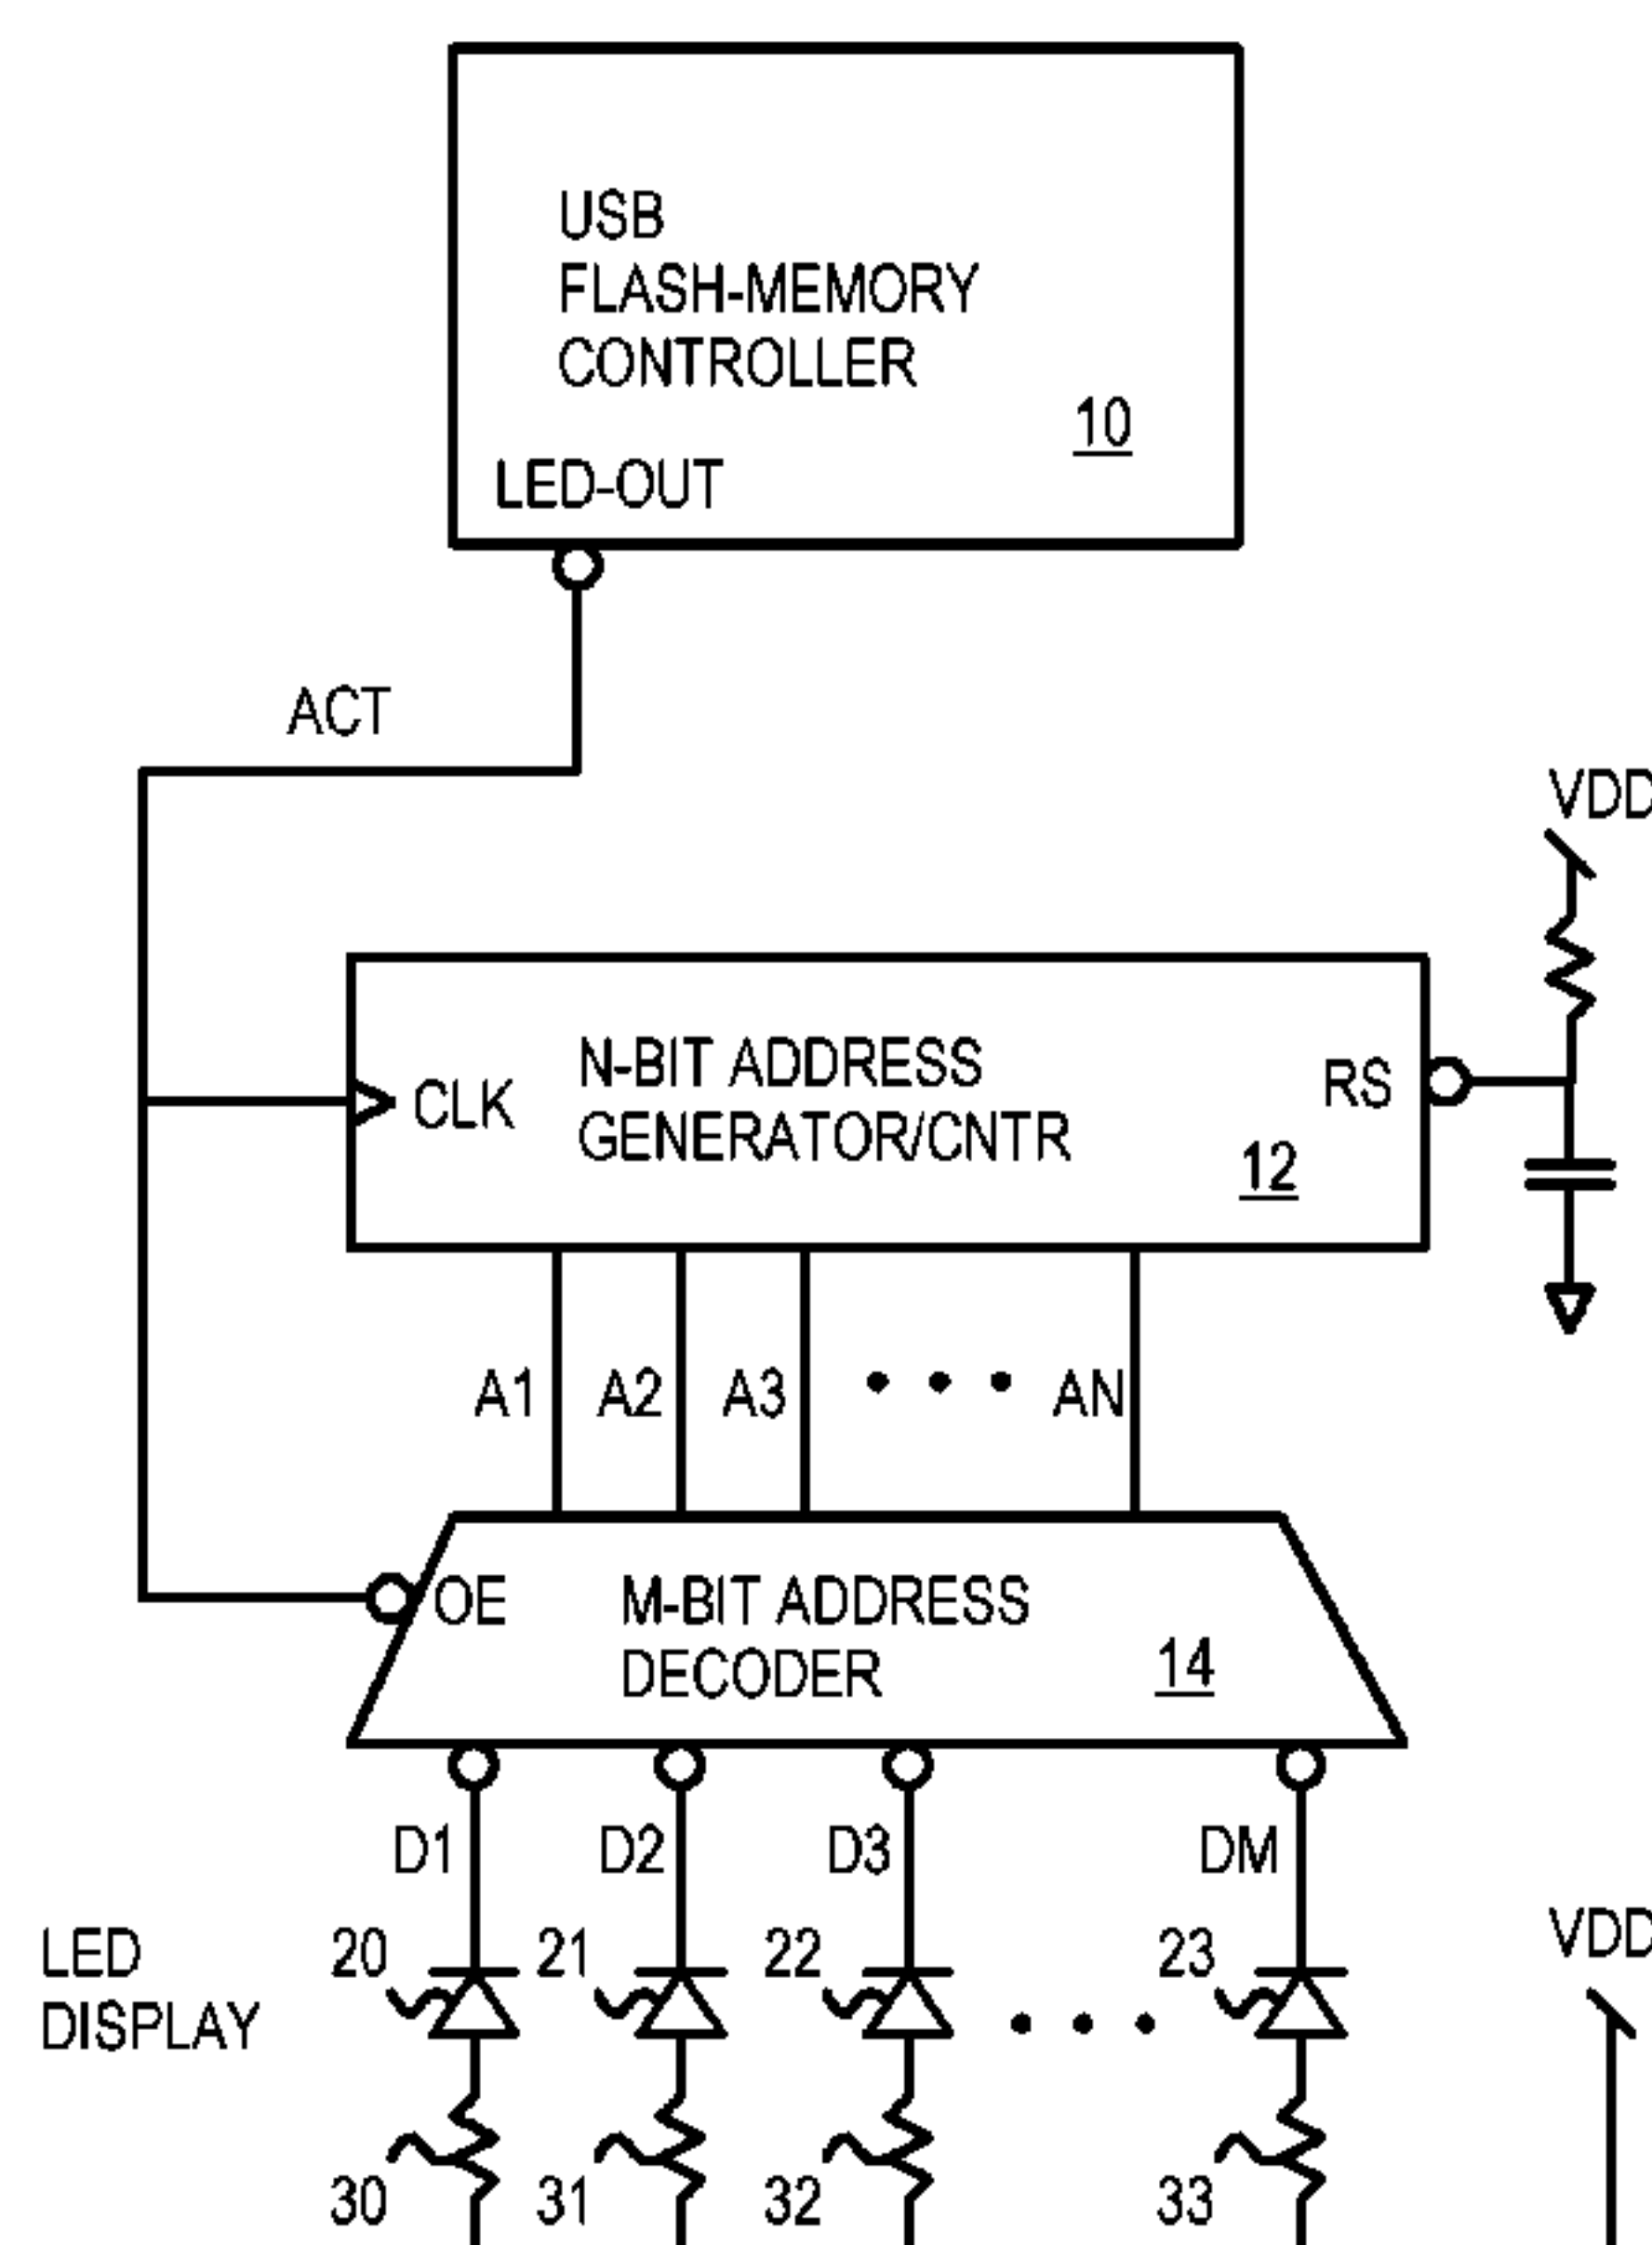 USB
FLASH-MEMORY
CONTROLLER
10
LED-OUT
ACT
VDD
N-BIT ADDRESS
GENERATOR/CNTR
CLK
RS
12
A1 A2 A3 AN
OE
M-BIT ADDRESS
DECODER
14
D1 D2 D3 DM
LED
DISPLAY
20 21 22 23
VDD
30 31 32 33